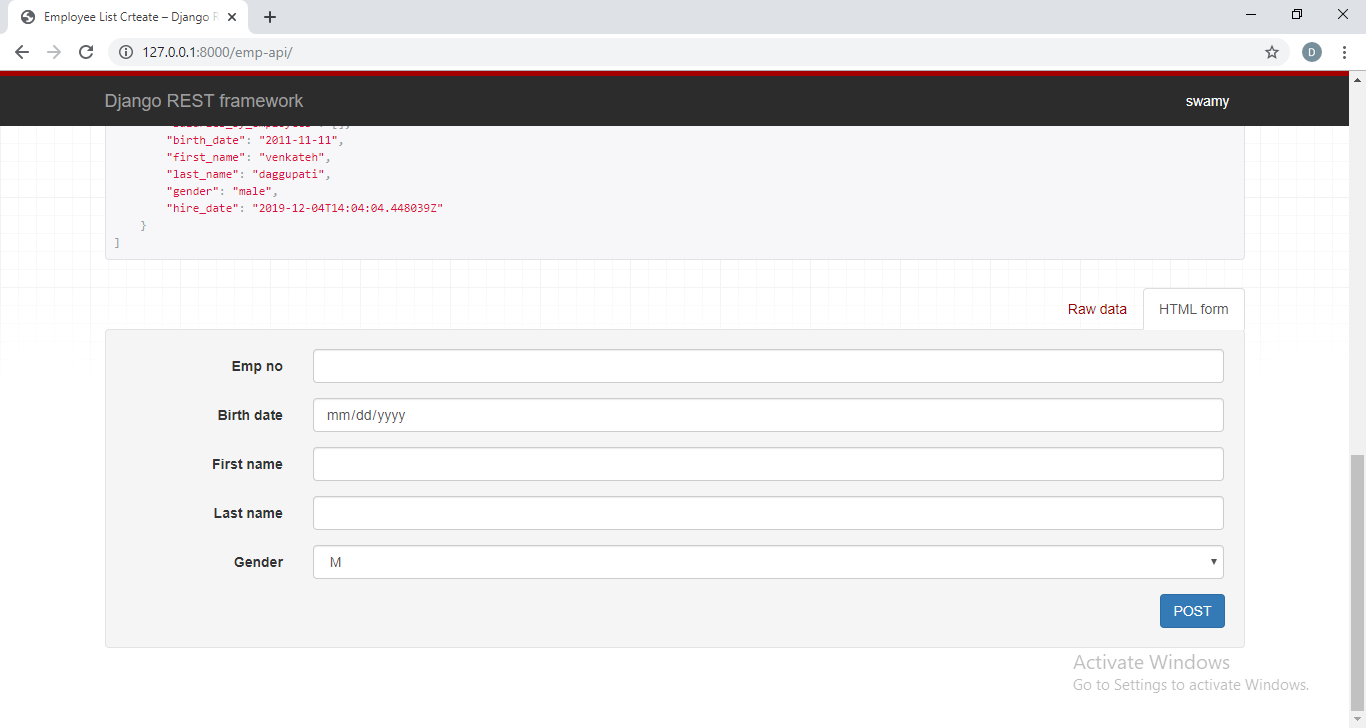 Employee List Crteate – Django R
127.0.0.1:8000/emp-api/
D
Django REST framework
swamy
"birth_date": "2011-11-11",
"first_name": "venkateh",
"last_name": "daggupati",
"gender": "male",
"hire_date": "2019-12-04T14:04:04.448039Z"
}
]
Raw data
HTML form
Emp no
Birth date
mm/dd/yyyy
First name
Last name
Gender
M
POST
Activate Windows
Go to Settings to activate Windows.